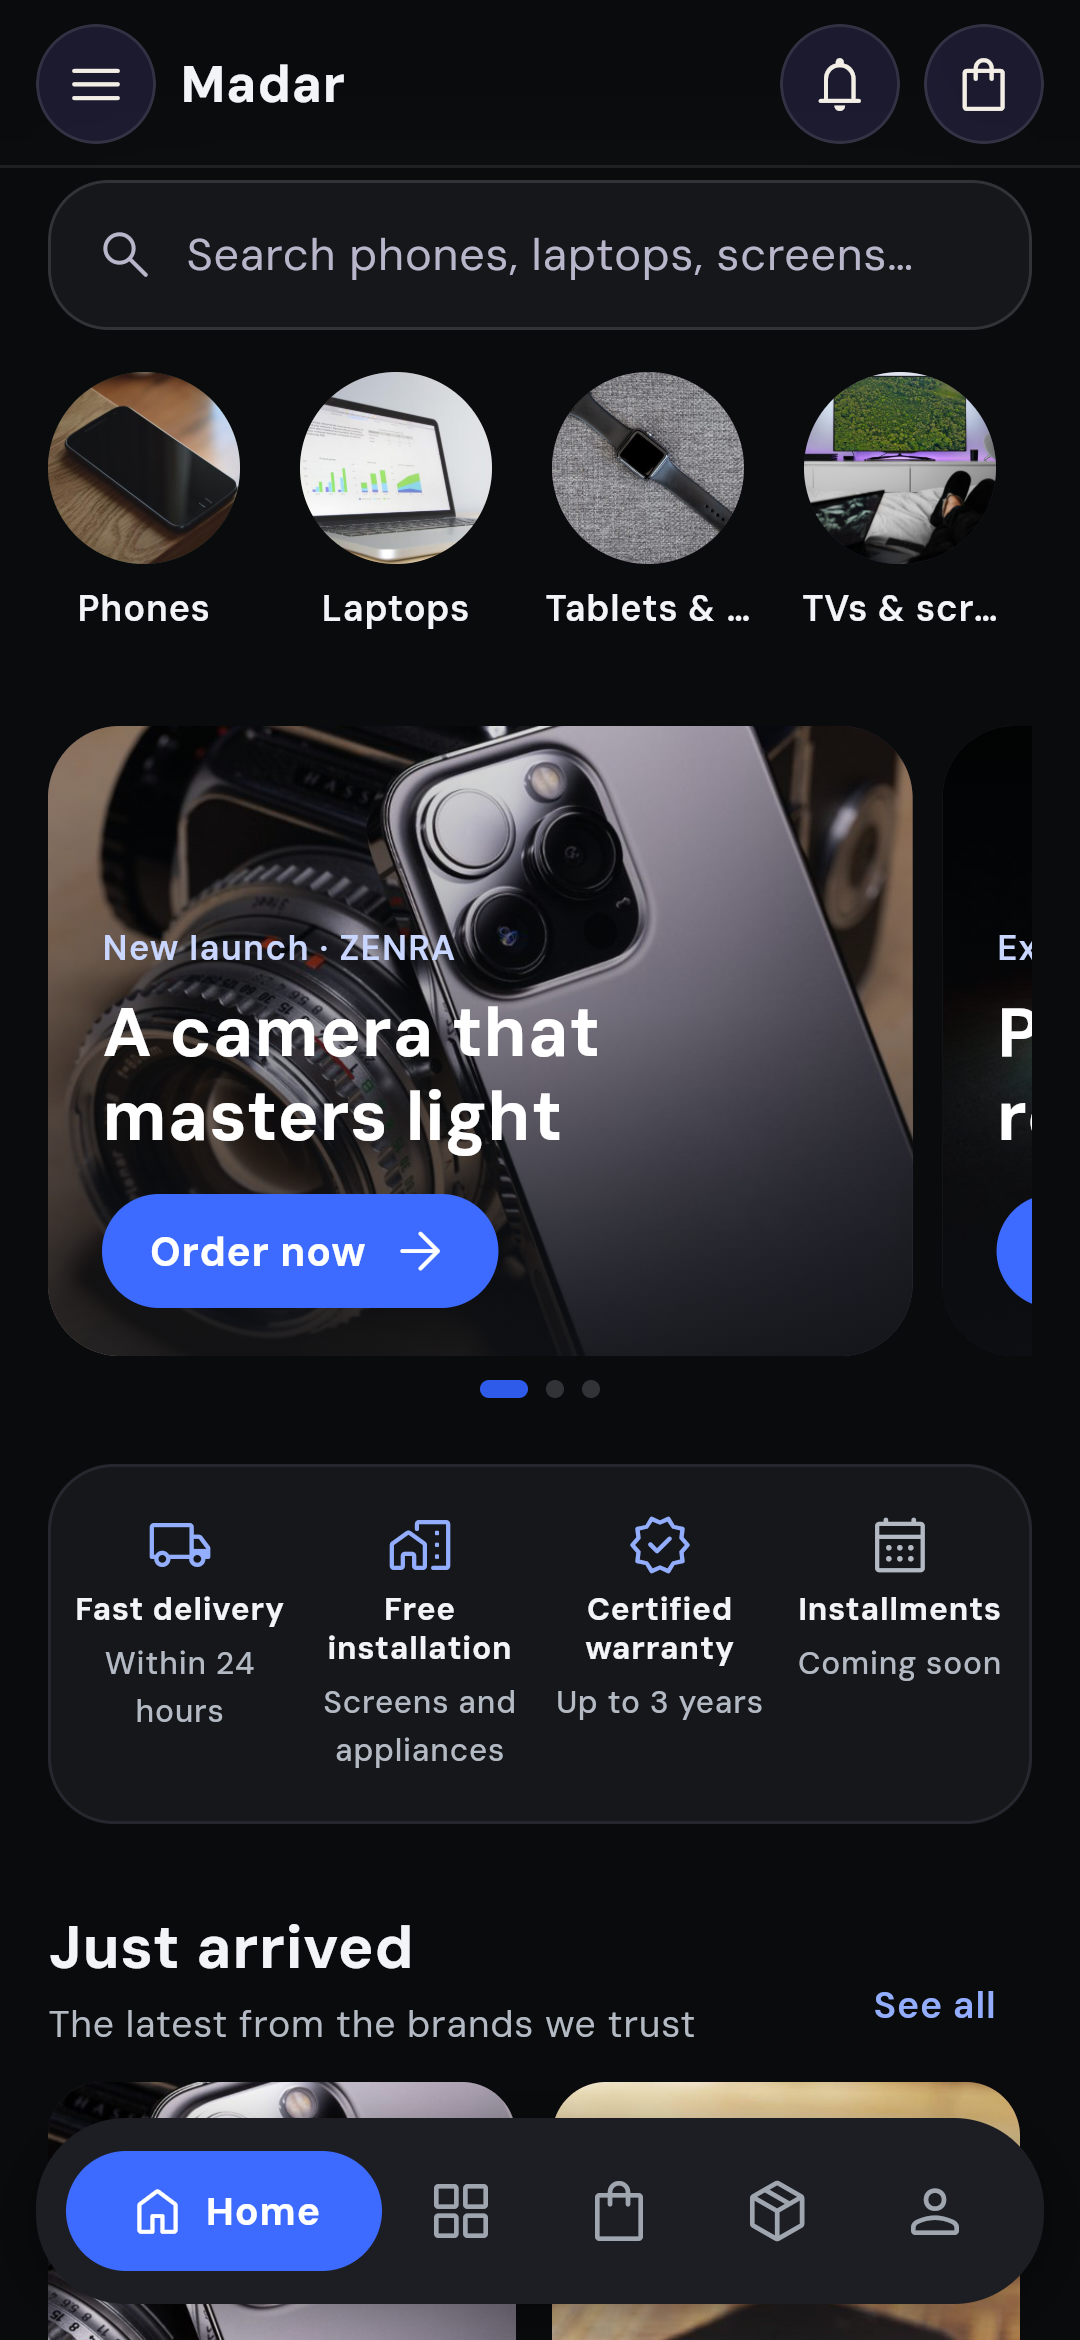 Madar
Search phones, laptops, screens...
Phones
Laptops
Tablets & ...
TVs & scr...
New launch · ZENRA
A camera that
masters light
Order now
Ex
P
r
Fast delivery
Within 24
hours
Free
installation
Screens and
appliances
Certified
warranty
Up to 3 years
Installments
Coming soon
Just arrived
The latest from the brands we trust
See all
Home